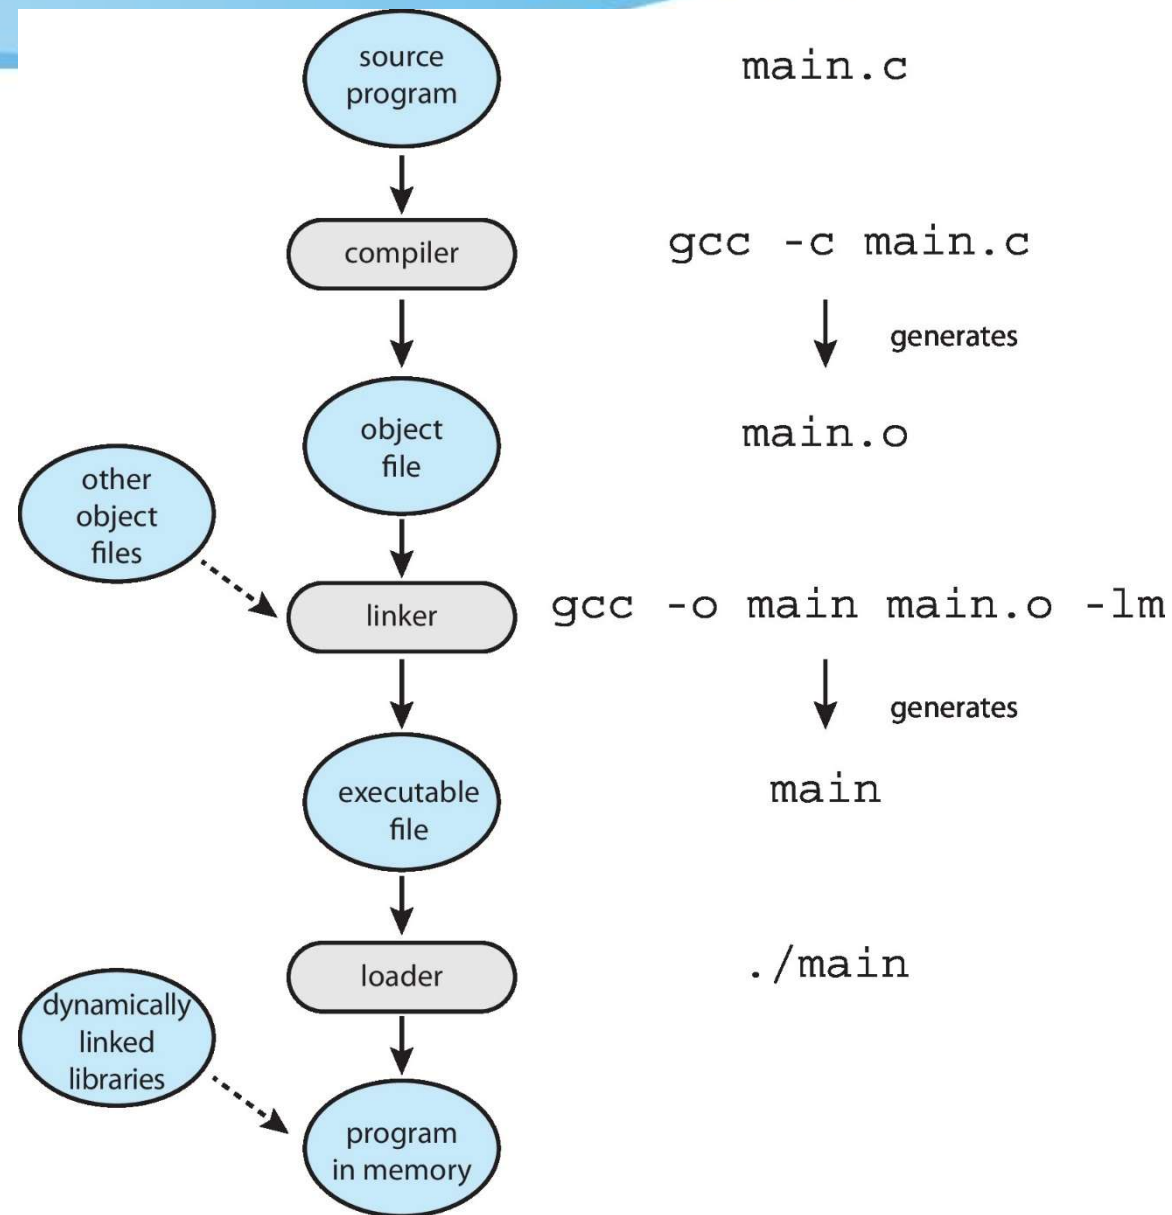 source
program
main.c
compiler
gcc -c main.c
generates
object
file
main.o
other
object
files
linker
gcc -o main main.o -lm
generates
executable
file
main
loader
./main
dynamically
linked
libraries
program
in memory